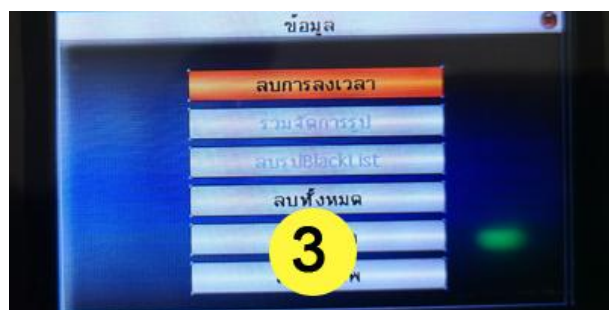 ข้อมูล
ลบการลงเวลา
รวมจัดการรูป
ลบรูปBlackList
ลบทั้งหมด
3